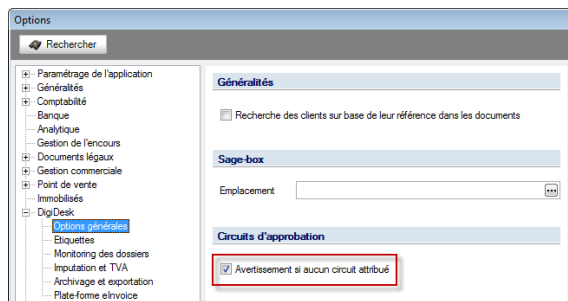 Options
Rechercher
Paramétrage de l'application
Généralités
Comptabilité
Banque
Analytique
Gestion de l'encours
Documents légaux
Gestion commerciale
Point de vente
Immobilisés
DigiDesk
Options générales
Etiquettes
Monitoring des dossiers
Imputation et TVA
Archivage et exportation
Plate-forme eInvoice
Généralités
Recherche des clients sur base de leur référence dans les documents
Sage-box
Emplacement
...
Circuits d'approbation
Avertissement si aucun circuit attribué